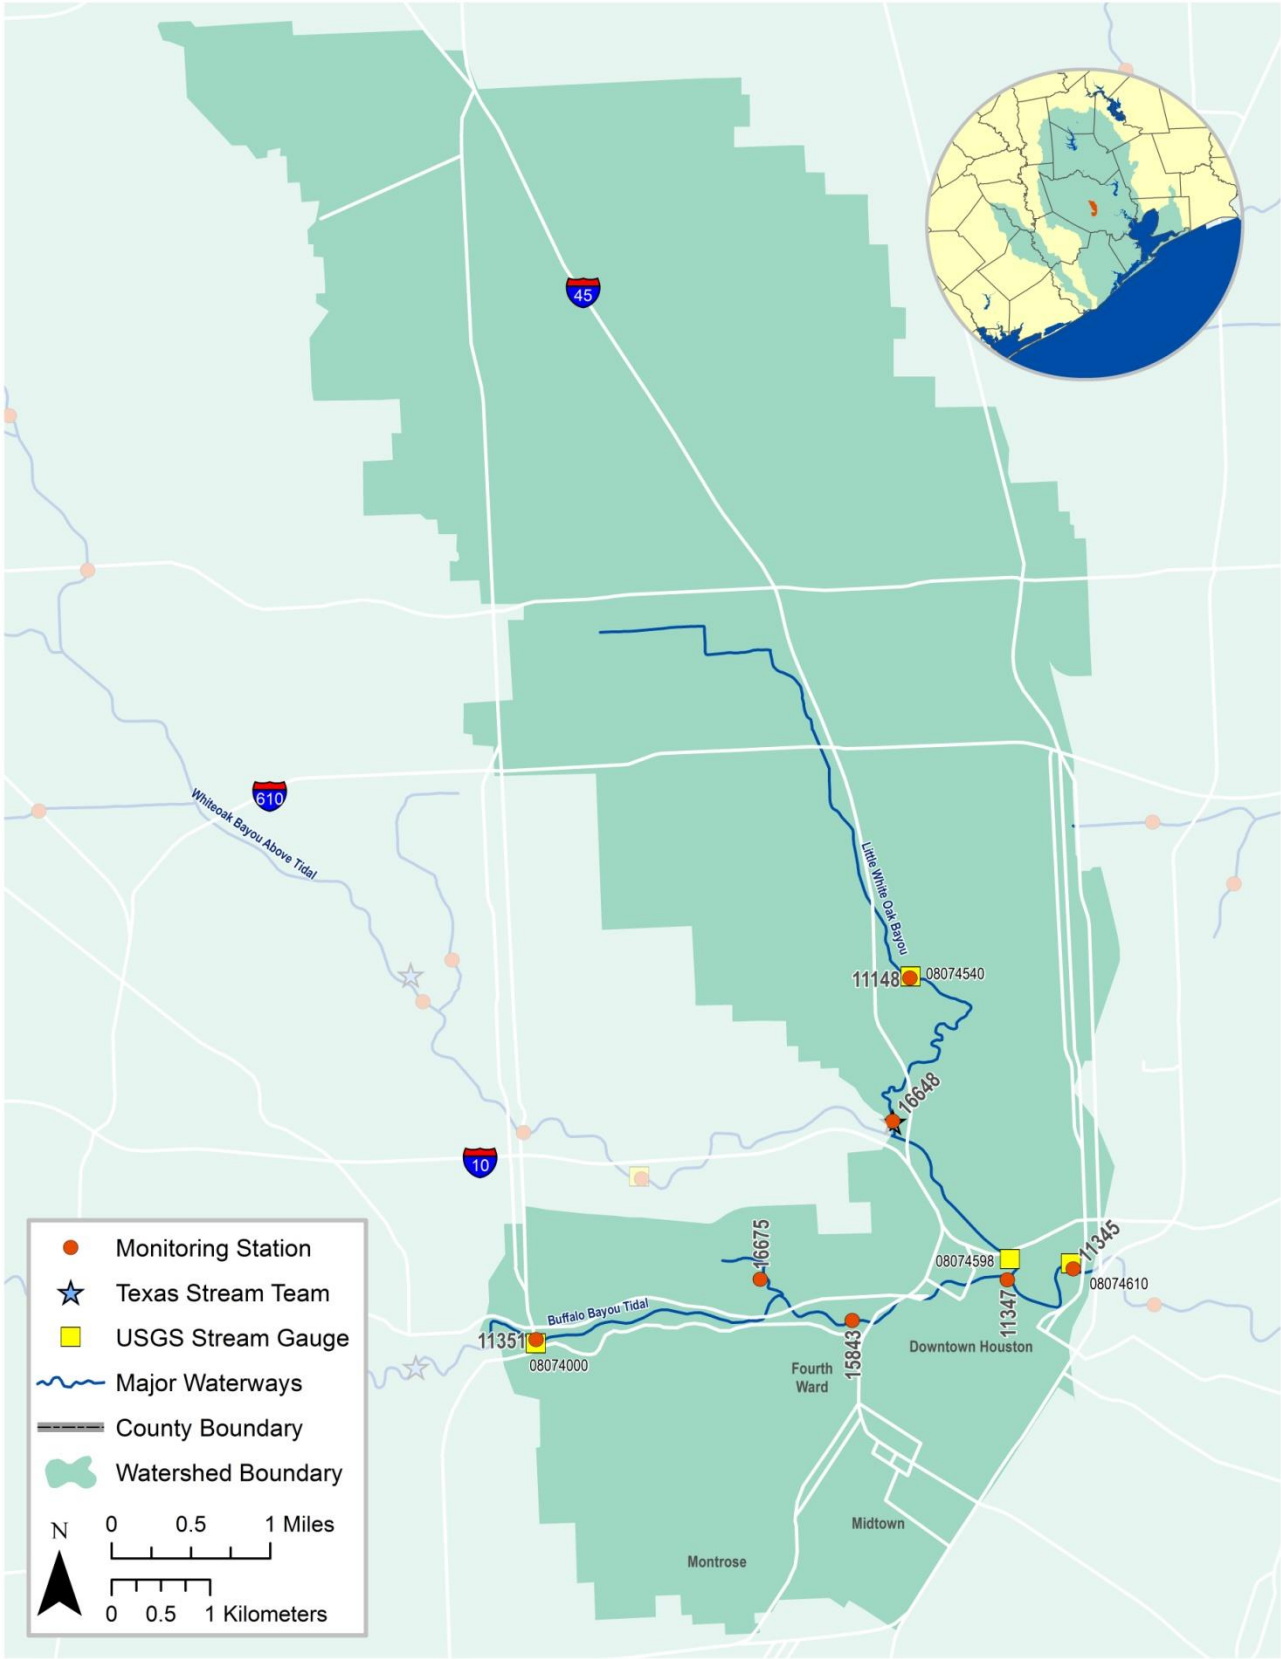 45
610
Whiteoak Bayou Above Tidal
Little White Oak Bayou
11148
08074540
16648
10
16675
08074598
11345
08074610
11347
Buffalo Bayou Tidal
11351
08074000
15843
Downtown Houston
Fourth
Ward
Midtown
Montrose
Monitoring Station
Texas Stream Team
USGS Stream Gauge
Major Waterways
County Boundary
Watershed Boundary
N
0 0.5 1 Miles
0 0.5 1 Kilometers